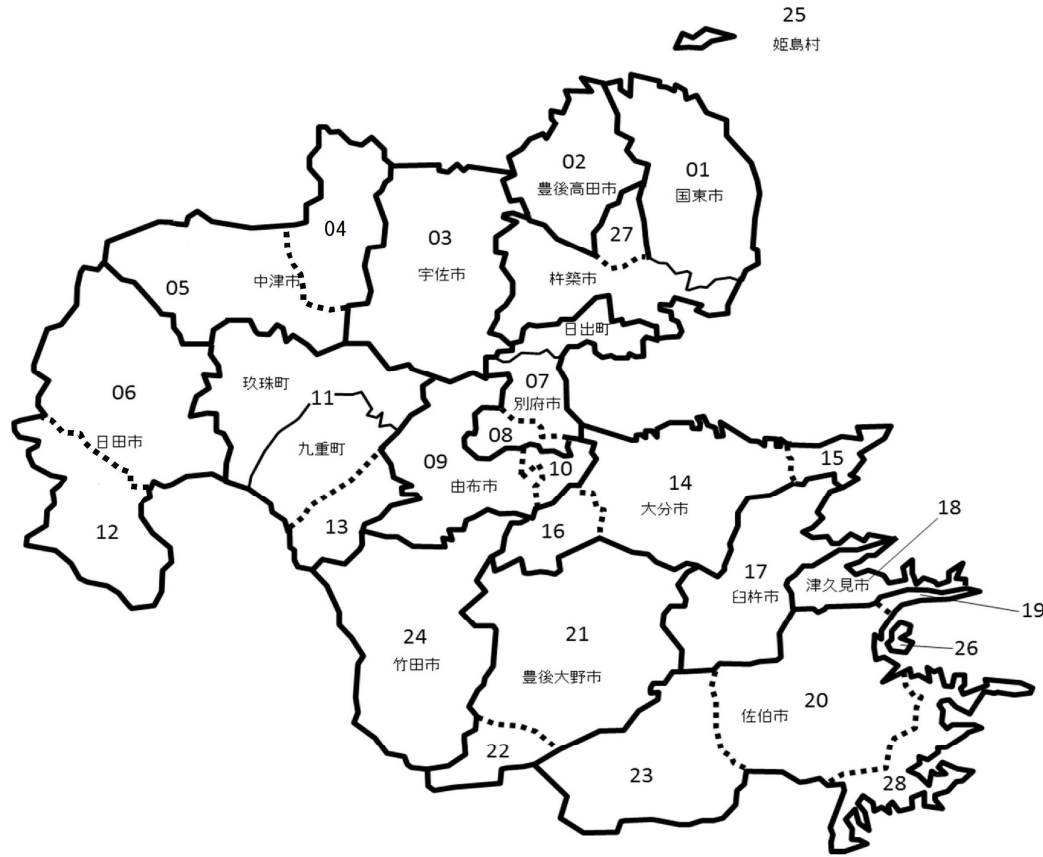 25
姫島村
02
豊後高田市
01
国東市
04
03
宇佐市
27
杵築市
05
中津市
日出町
06
日田市
玖珠町
11
九重町
07
別府市
08
09
由布市
10
14
大分市
15
12
13
16
17
臼杵市
18
津久見市
19
26
24
竹田市
21
豊後大野市
20
佐伯市
22
23
28